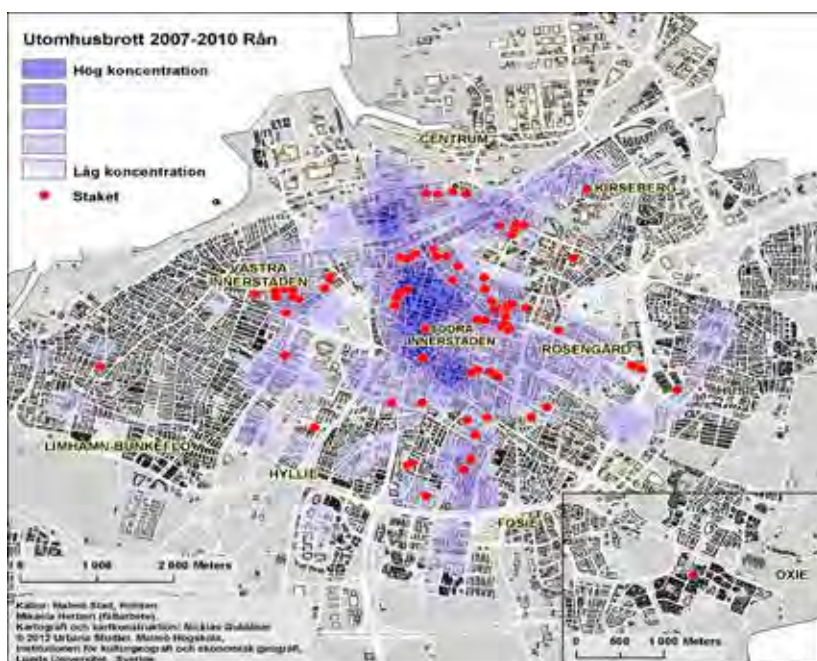 Utomhusbrott 2007-2010 Rån
Hög koncentration
Låg koncentration
Staket
CENTRUM
KIRSEBERG
VÄSTRA
INNERSTADEN
SÖDRA
INNERSTADEN
ROSENGÅRD
LIMHAMN-BUNKEFLO
HYLLIE
FOSIE
OXIE
0 1 000 2 000 Meters
0 500 1 000 Meters
Källor: Malmö Stad, Polisen
Mikaela Herbert (fältarbete)
Kartografi och kartkonstruktion: Nicklas Guldåker
© 2012 Urbana Studier, Malmö Högskola,
Institutionen för kulturgeografi och ekonomisk geografi,
Lunds Universitet, Sverige